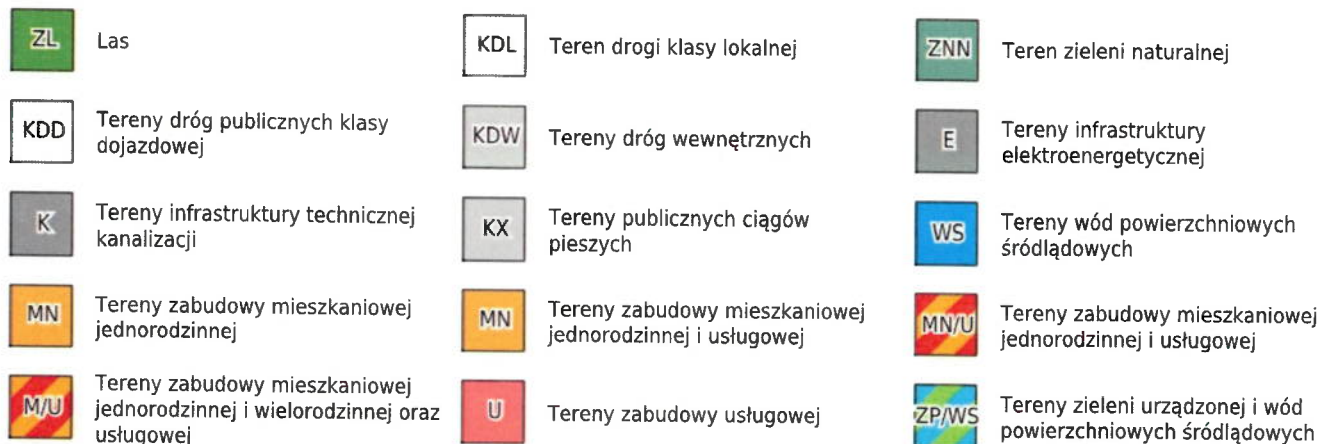 ZL
Las
KDL
Teren drogi klasy lokalnej
ZNN
Teren zieleni naturalnej
KDD
Tereny dróg publicznych klasy
dojazdowej
KDW
Tereny dróg wewnętrznych
E
Tereny infrastruktury
elektroenergetycznej
K
Tereny infrastruktury technicznej
kanalizacji
KX
Tereny publicznych ciągów
pieszych
WS
Tereny wód powierzchniowych
śródlądowych
MN
Tereny zabudowy mieszkaniowej
jednorodzinnej
MN
Tereny zabudowy mieszkaniowej
jednorodzinnej i usługowej
MN/U
Tereny zabudowy mieszkaniowej
jednorodzinnej i usługowej
M/U
Tereny zabudowy mieszkaniowej
jednorodzinnej i wielorodzinnej oraz
usługowej
U
Tereny zabudowy usługowej
ZP/WS
Tereny zieleni urządzonej i wód
powierzchniowych śródlądowych